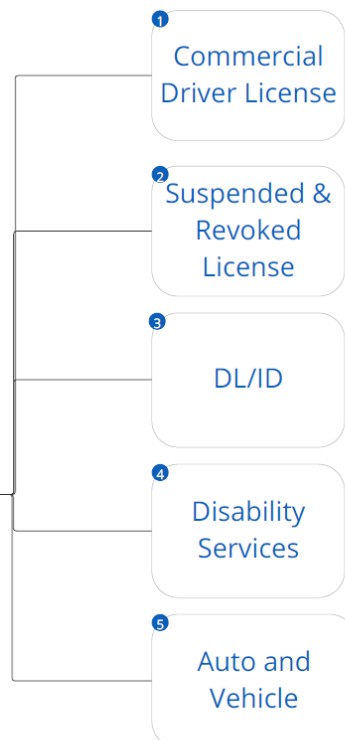 1
Commercial
Driver License
2
Suspended &
Revoked
License
3
DL/ID
4
Disability
Services
5
Auto and
Vehicle